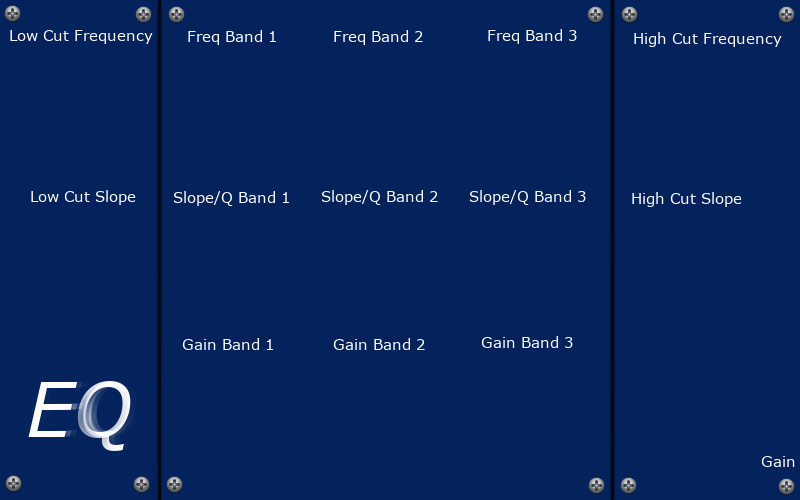 Low Cut Frequency
Freq Band 1
Freq Band 2
Freq Band 3
High Cut Frequency
Low Cut Slope
Slope/Q Band 1
Slope/Q Band 2
Slope/Q Band 3
High Cut Slope
Gain Band 1
Gain Band 2
Gain Band 3
EQ
Gain